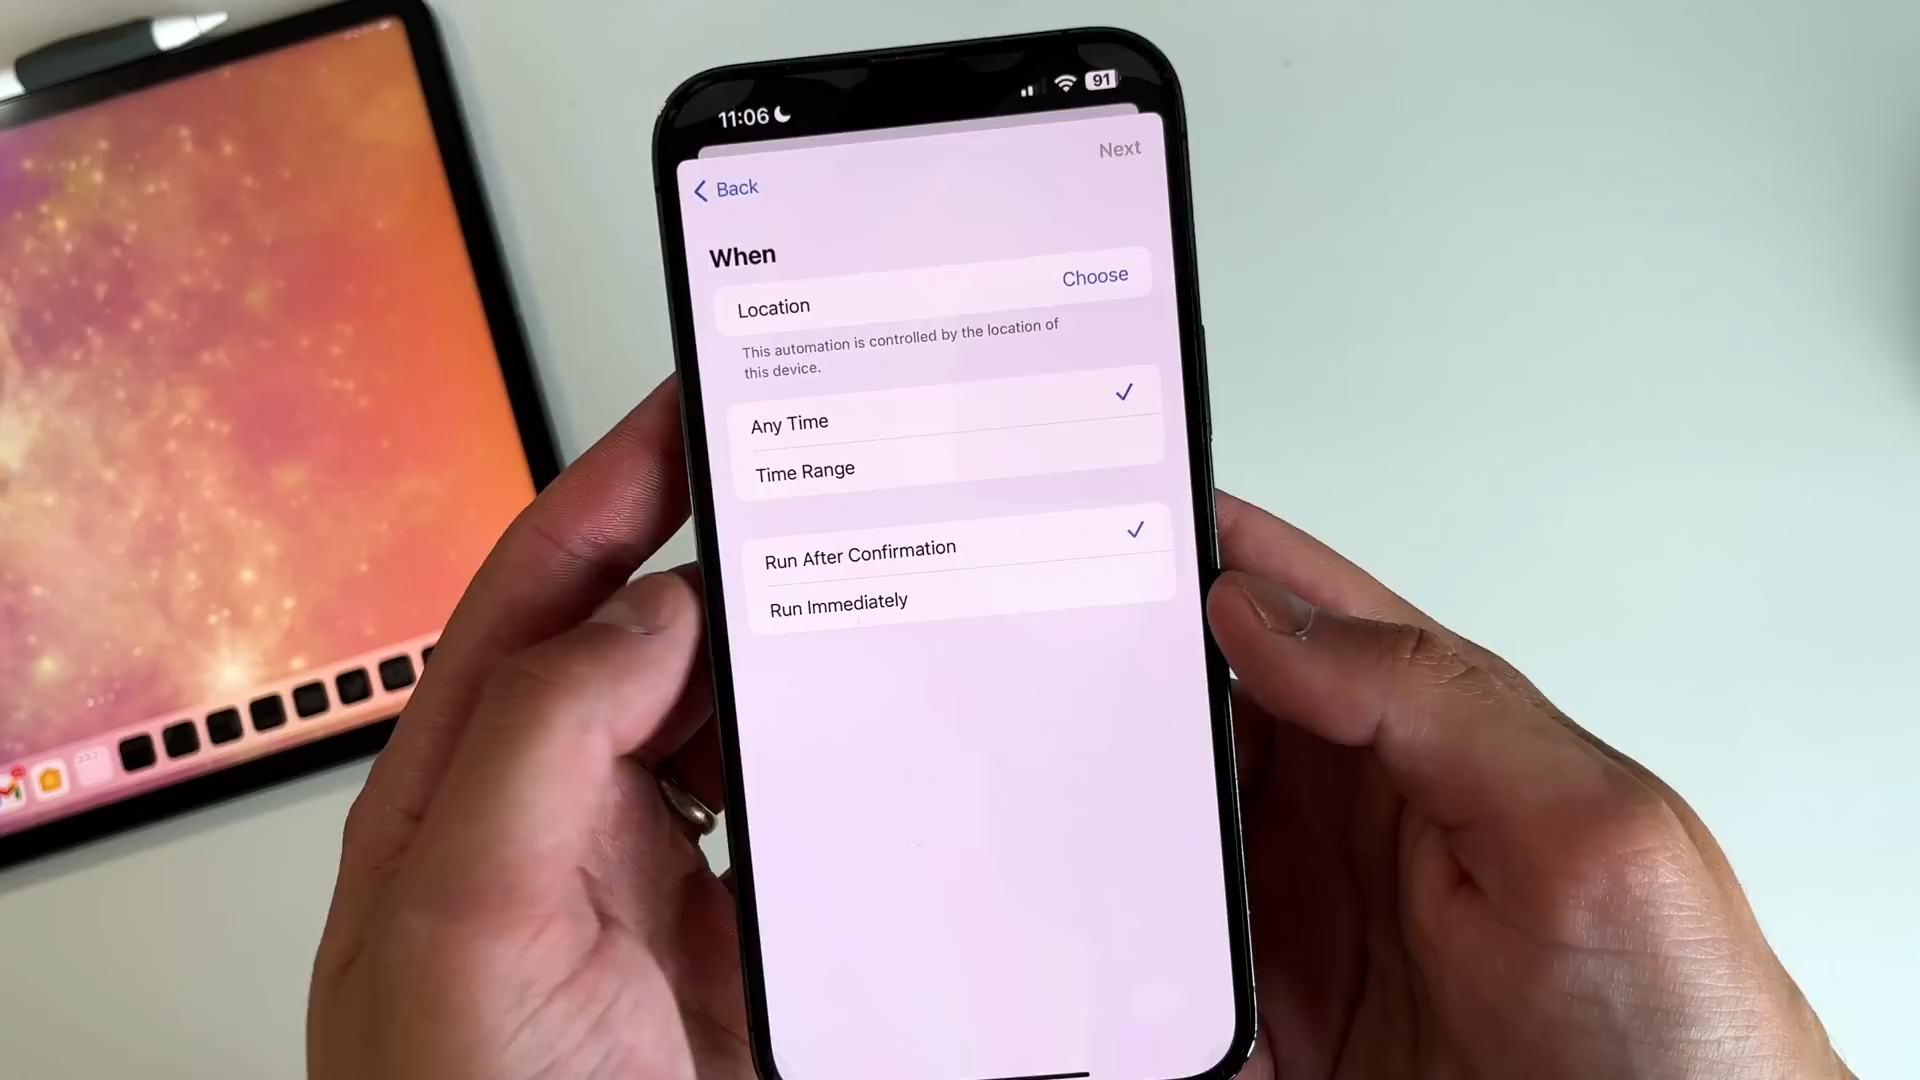 11:06
91
Next
Back
When
Location
Choose
This automation is controlled by the location of
this device.
Any Time
Time Range
Run After Confirmation
Run Immediately